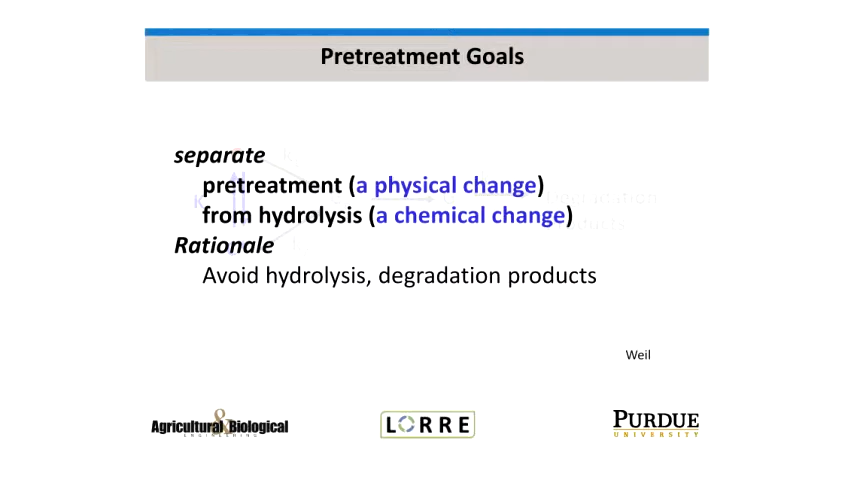 Pretreatment Goals
separate
pretreatment (a physical change)
from hydrolysis (a chemical change)
Rationale
Avoid hydrolysis, degradation products
Weil
Agricultural & Biological
ENGINEERING
LORRE
PURDUE
UNIVERSITY